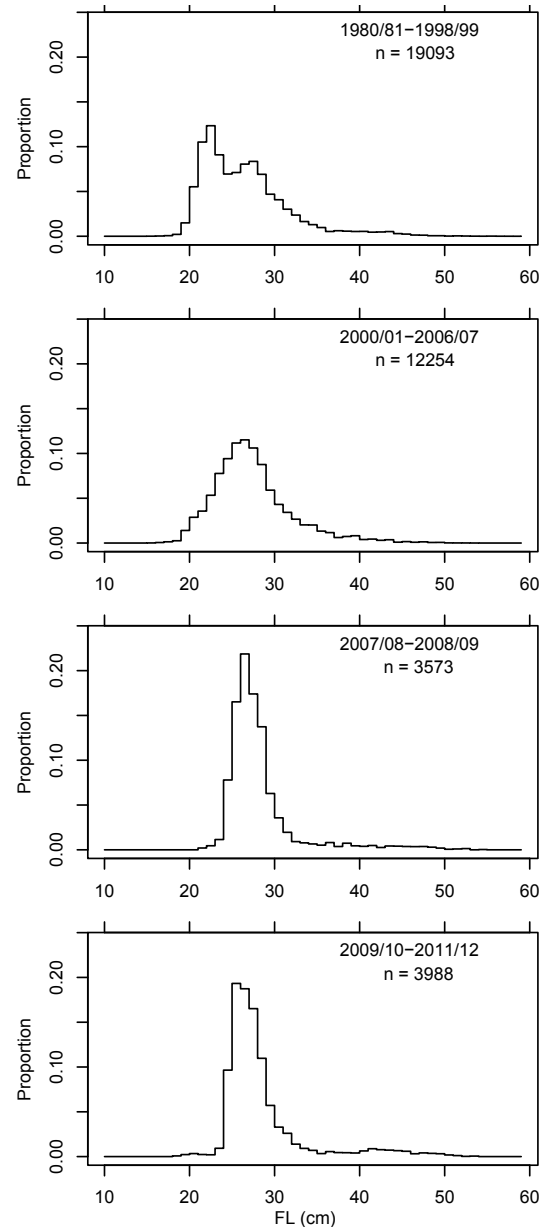 1980/81−1998/99
n = 19093
Proportion
0.00 0.10 0.20
10 20 30 40 50 60
2000/01−2006/07
n = 12254
Proportion
0.00 0.10 0.20
10 20 30 40 50 60
2007/08−2008/09
n = 3573
Proportion
0.00 0.10 0.20
10 20 30 40 50 60
2009/10−2011/12
n = 3988
Proportion
0.00 0.10 0.20
10 20 30 40 50 60
FL (cm)